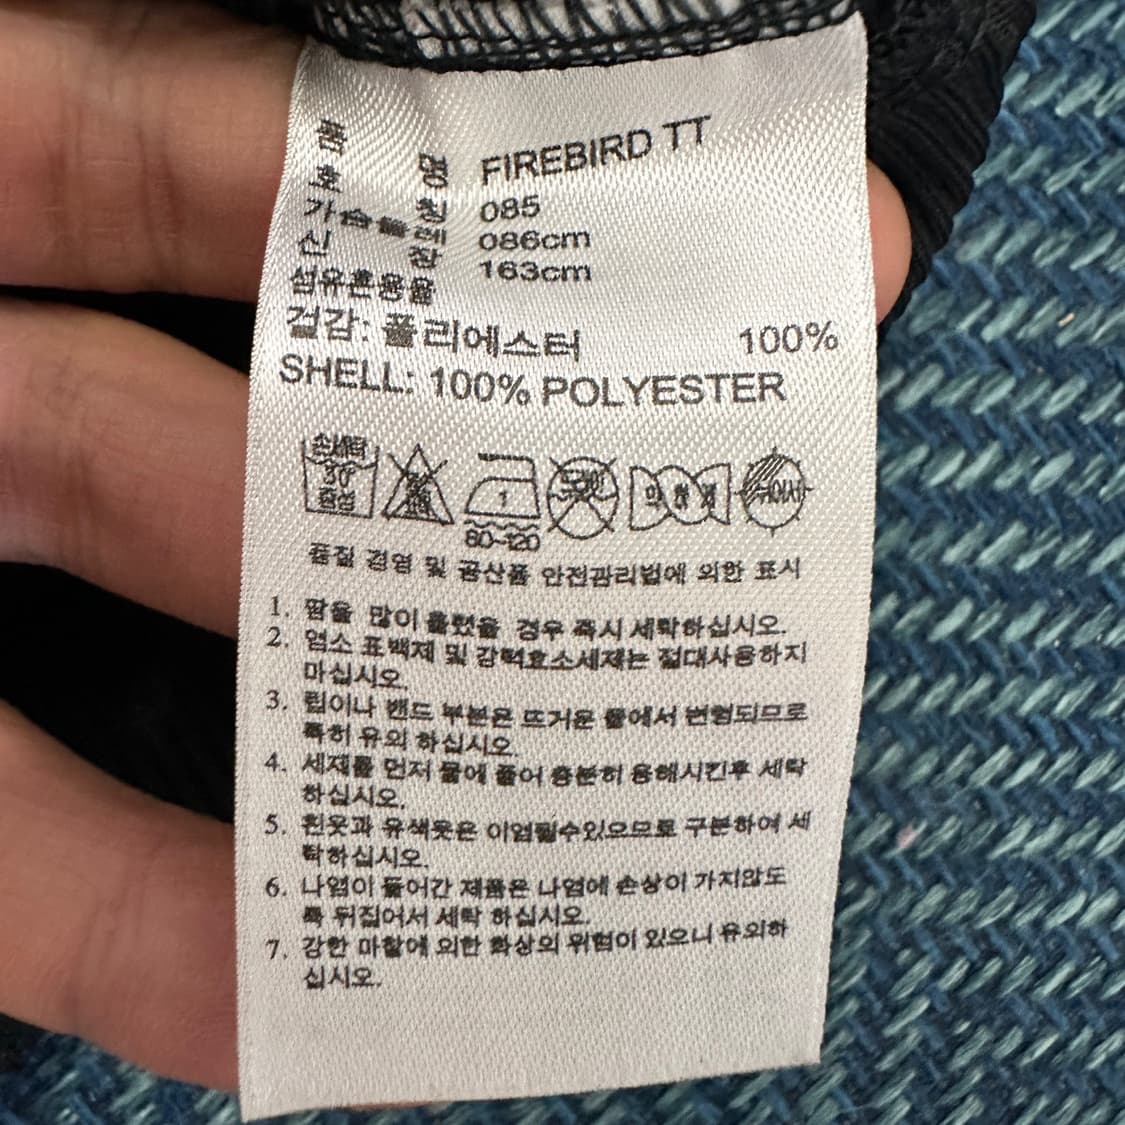 품 명 FIREBIRD TT
호 칭 085
가슴둘레 086cm
신 장 163cm
섬유혼용율
겉감: 폴리에스터 100%
SHELL: 100% POLYESTER
손세탁
30
중성
1
80-120
드라이
약하게
뉘어서
품질 경영 및 공산품 안전관리법에 의한 표시
1. 땀을 많이 흘렸을 경우 즉시 세탁하십시오.
2. 염소 표백제 및 강력효소세제는 절대사용하지
마십시오.
3. 립이나 밴드 부분은 뜨거운 물에서 변형되므로
특히 유의 하십시오.
4. 세재를 먼저 물에 풀어 충분히 용해시킨후 세탁
하십시오.
5. 흰옷과 유색옷은 이염될수있으므로 구분하여 세
탁하십시오.
6. 나염이 들어간 제품은 나염에 손상이 가지않도
록 뒤집어서 세탁 하십시오.
7. 강한 마찰에 의한 화상의 위험이 있으니 유의하
십시오.